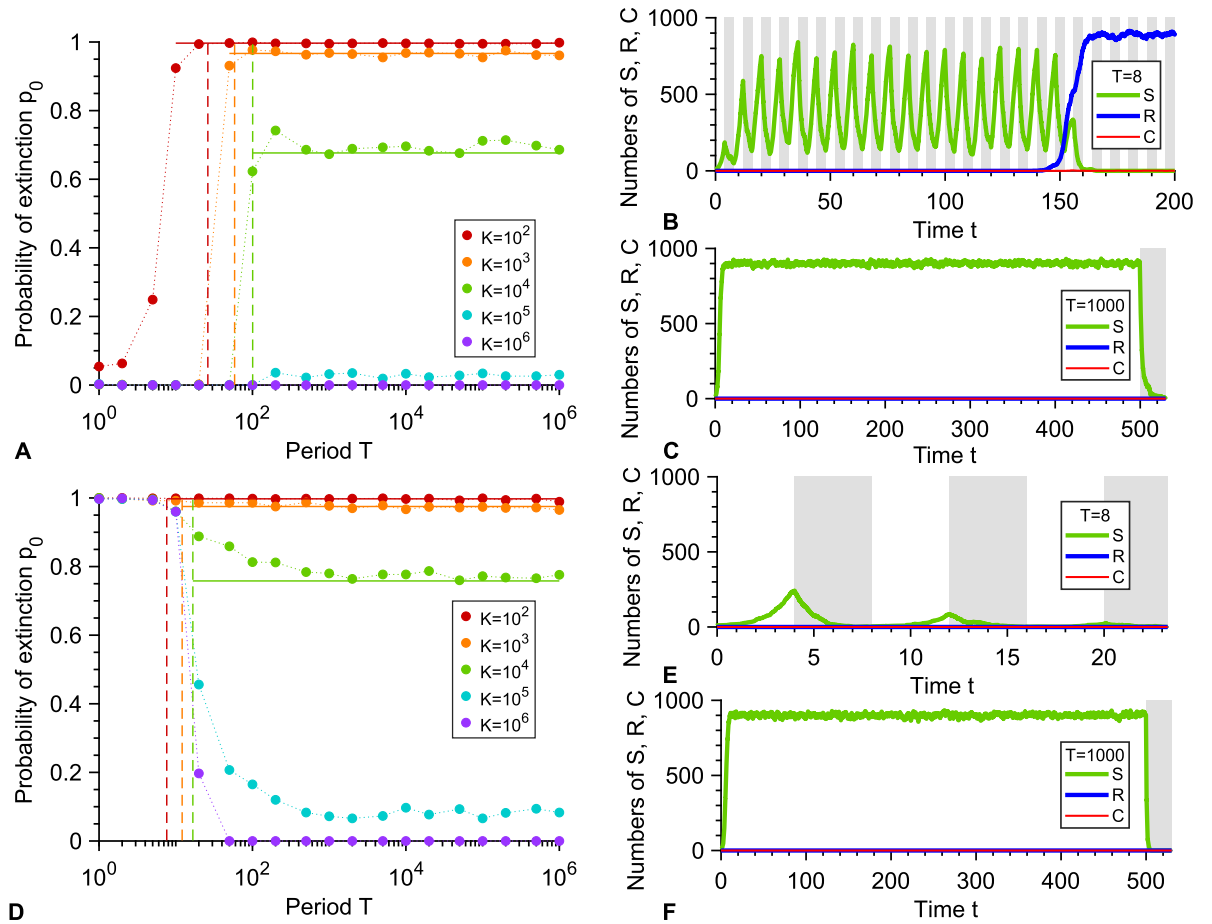 Probability of extinction p0
1
0.8
0.6
0.4
0.2
0
10^0
10^2
10^4
10^6
Period T
K=10^2
K=10^3
K=10^4
K=10^5
K=10^6
A
Numbers of S, R, C
1000
500
0
0
50
100
150
200
Time t
T=8
S
R
C
B
Numbers of S, R, C
1000
500
0
0
100
200
300
400
500
Time t
T=1000
S
R
C
C
Probability of extinction p0
1
0.8
0.6
0.4
0.2
0
10^0
10^2
10^4
10^6
Period T
K=10^2
K=10^3
K=10^4
K=10^5
K=10^6
D
Numbers of S, R, C
1000
500
0
0
5
10
15
20
Time t
T=8
S
R
C
E
Numbers of S, R, C
1000
500
0
0
100
200
300
400
500
Time t
T=1000
S
R
C
F